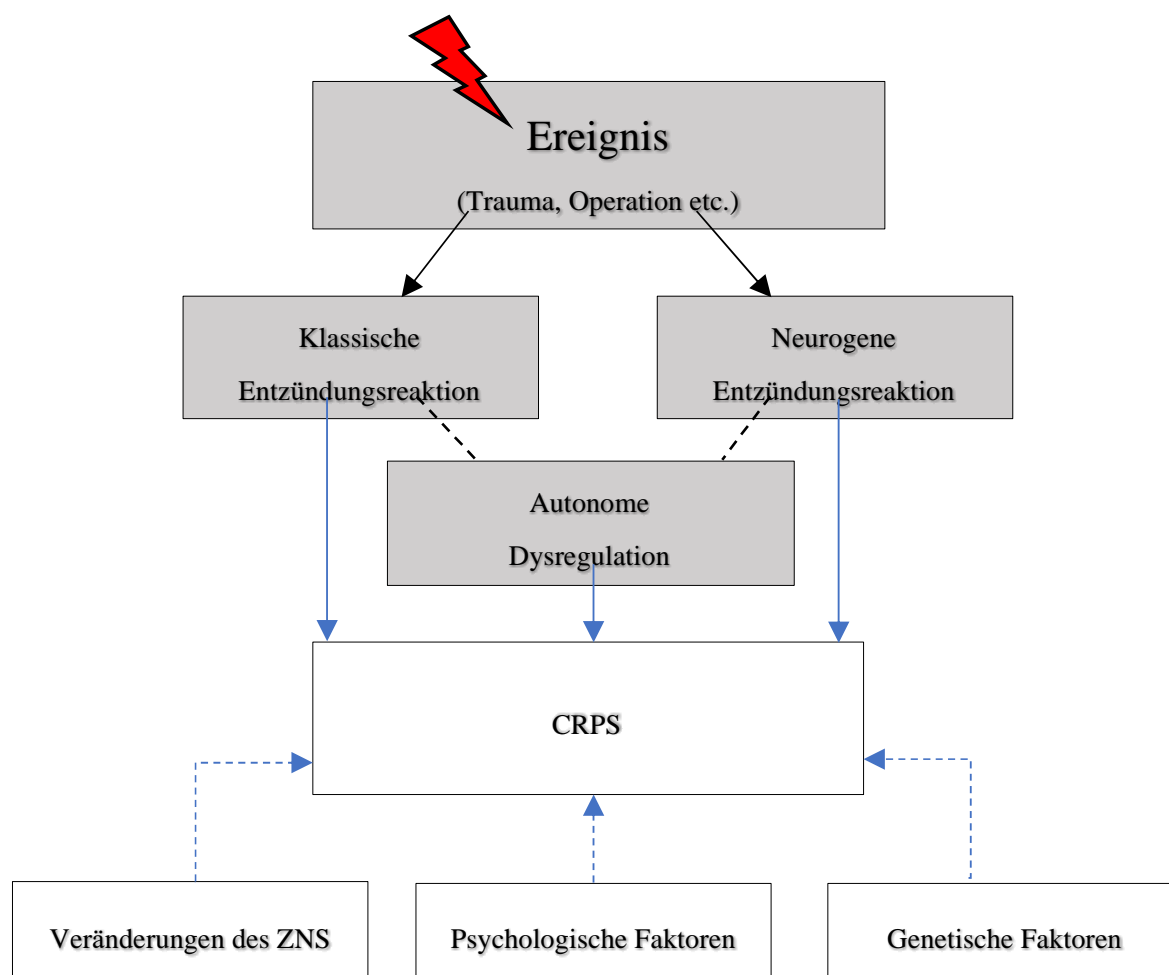 Ereignis
(Trauma, Operation etc.)
Klassische
Entzündungsreaktion
Neurogene
Entzündungsreaktion
Autonome
Dysregulation
CRPS
Veränderungen des ZNS
Psychologische Faktoren
Genetische Faktoren